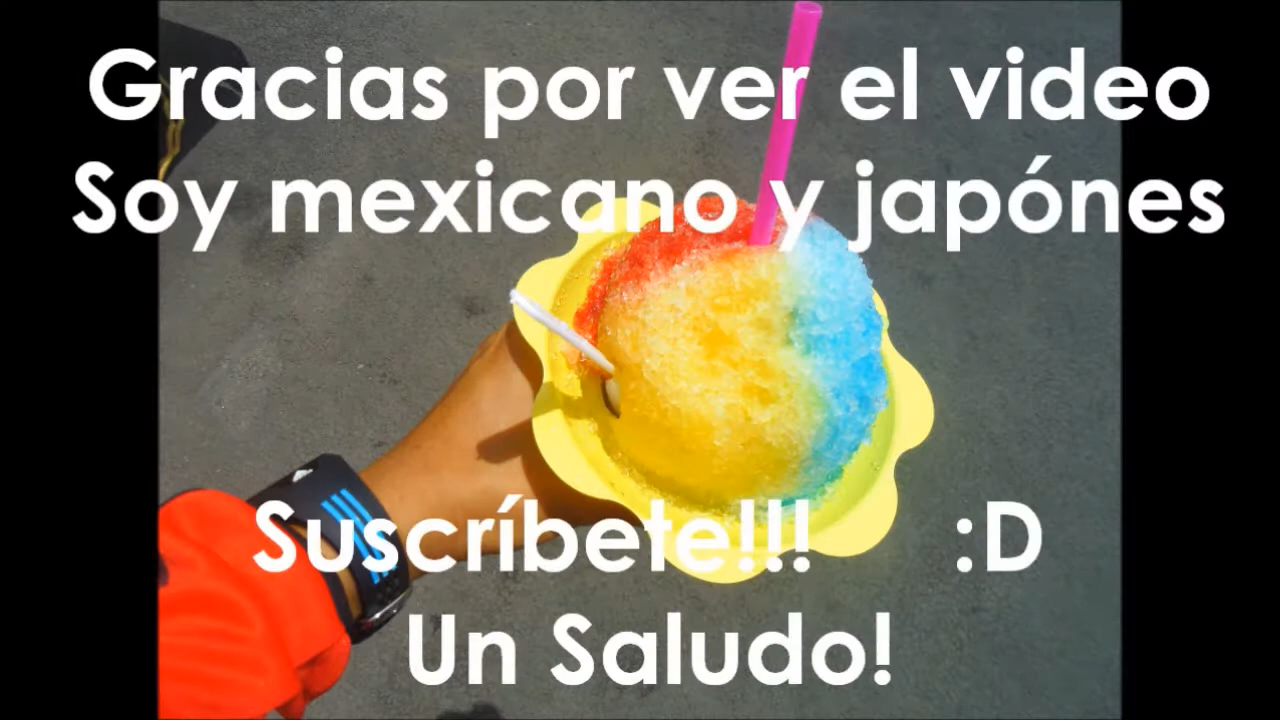 Gracias por ver el video
Soy mexicano y japónes
Suscríbete!!! :D
Un Saludo!